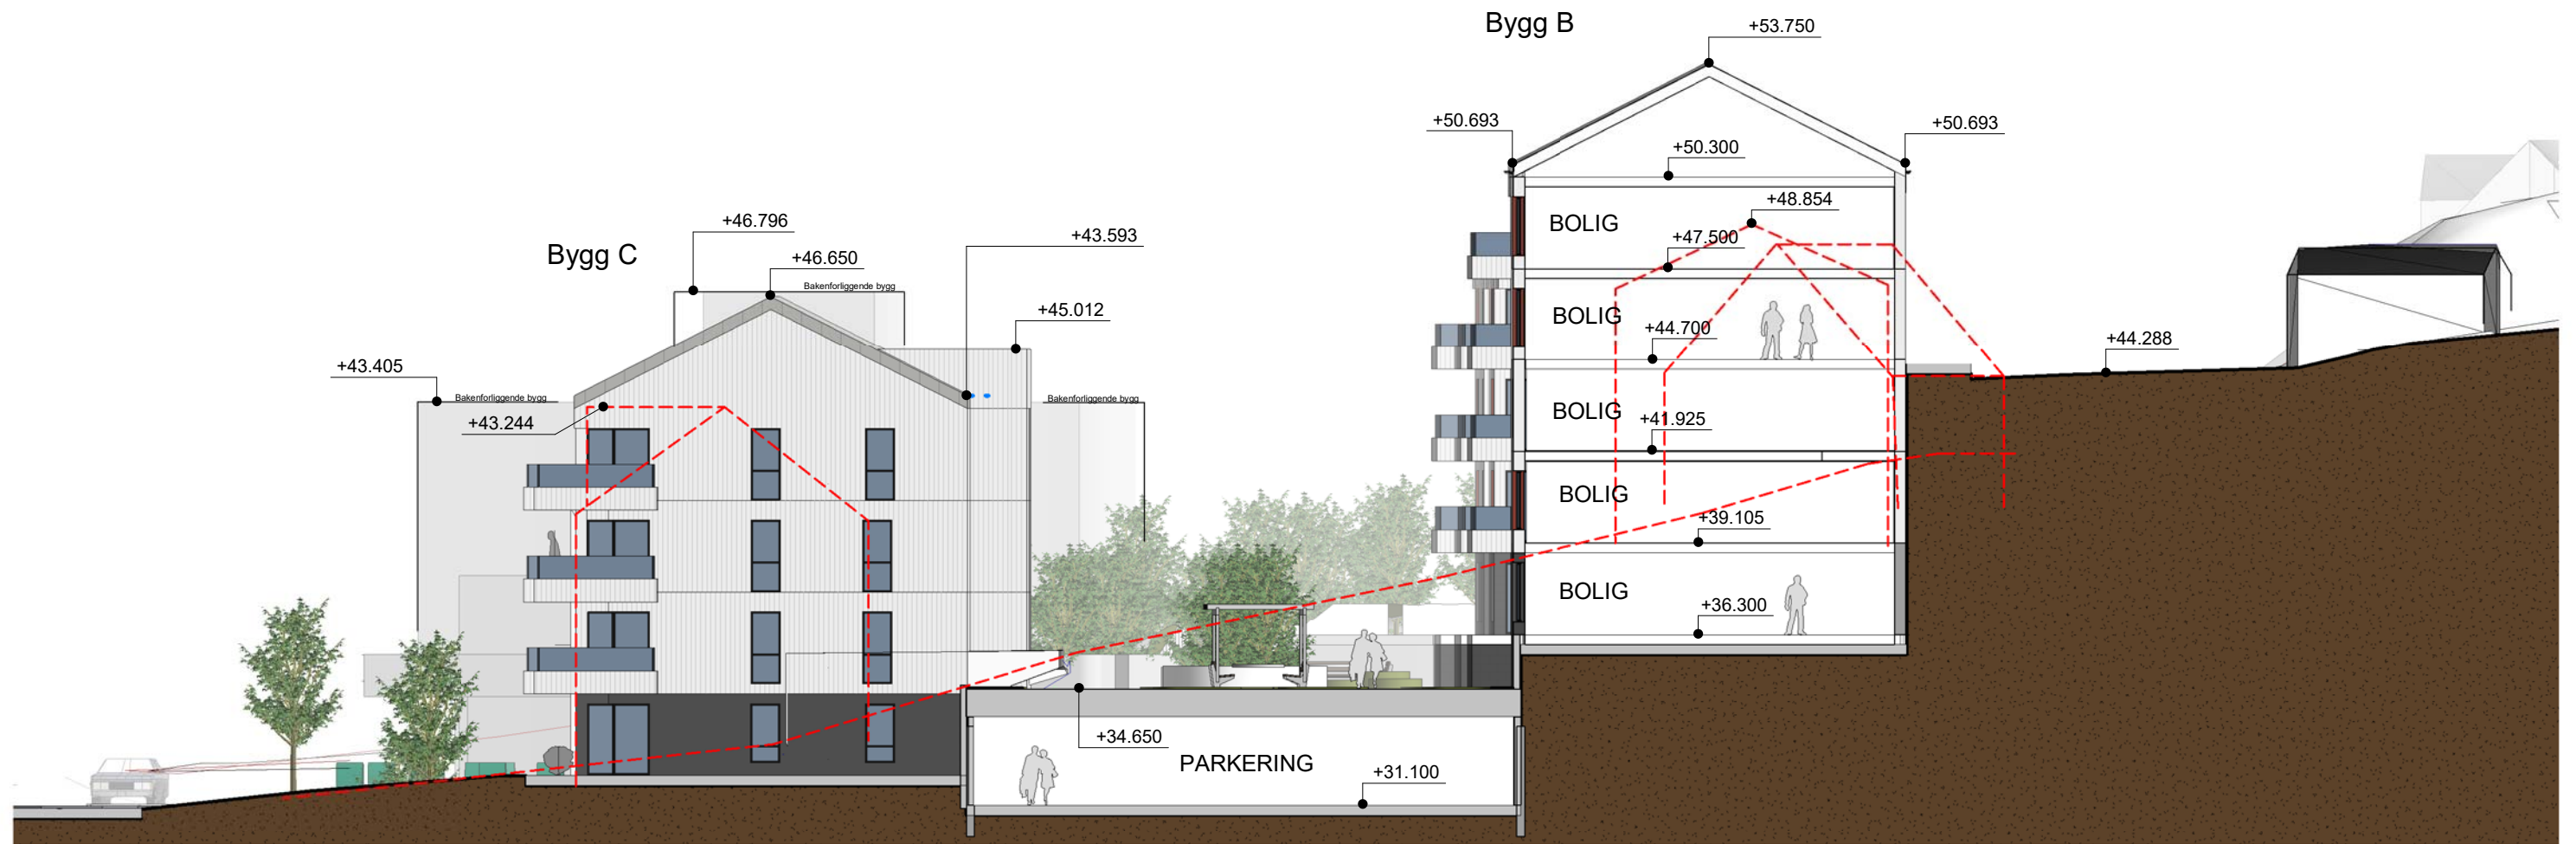 Bygg B
+53.750
+50.693
+50.693
+50.300
BOLIG
+48.854
+47.500
Bygg C
+46.796
+46.650
+43.593
Bakenforliggende bygg
+45.012
BOLIG
+44.700
+44.288
+43.405
Bakenforliggende bygg
Bakenforliggende bygg
+43.244
BOLIG
+41.925
BOLIG
+39.105
BOLIG
+36.300
+34.650
PARKERING
+31.100